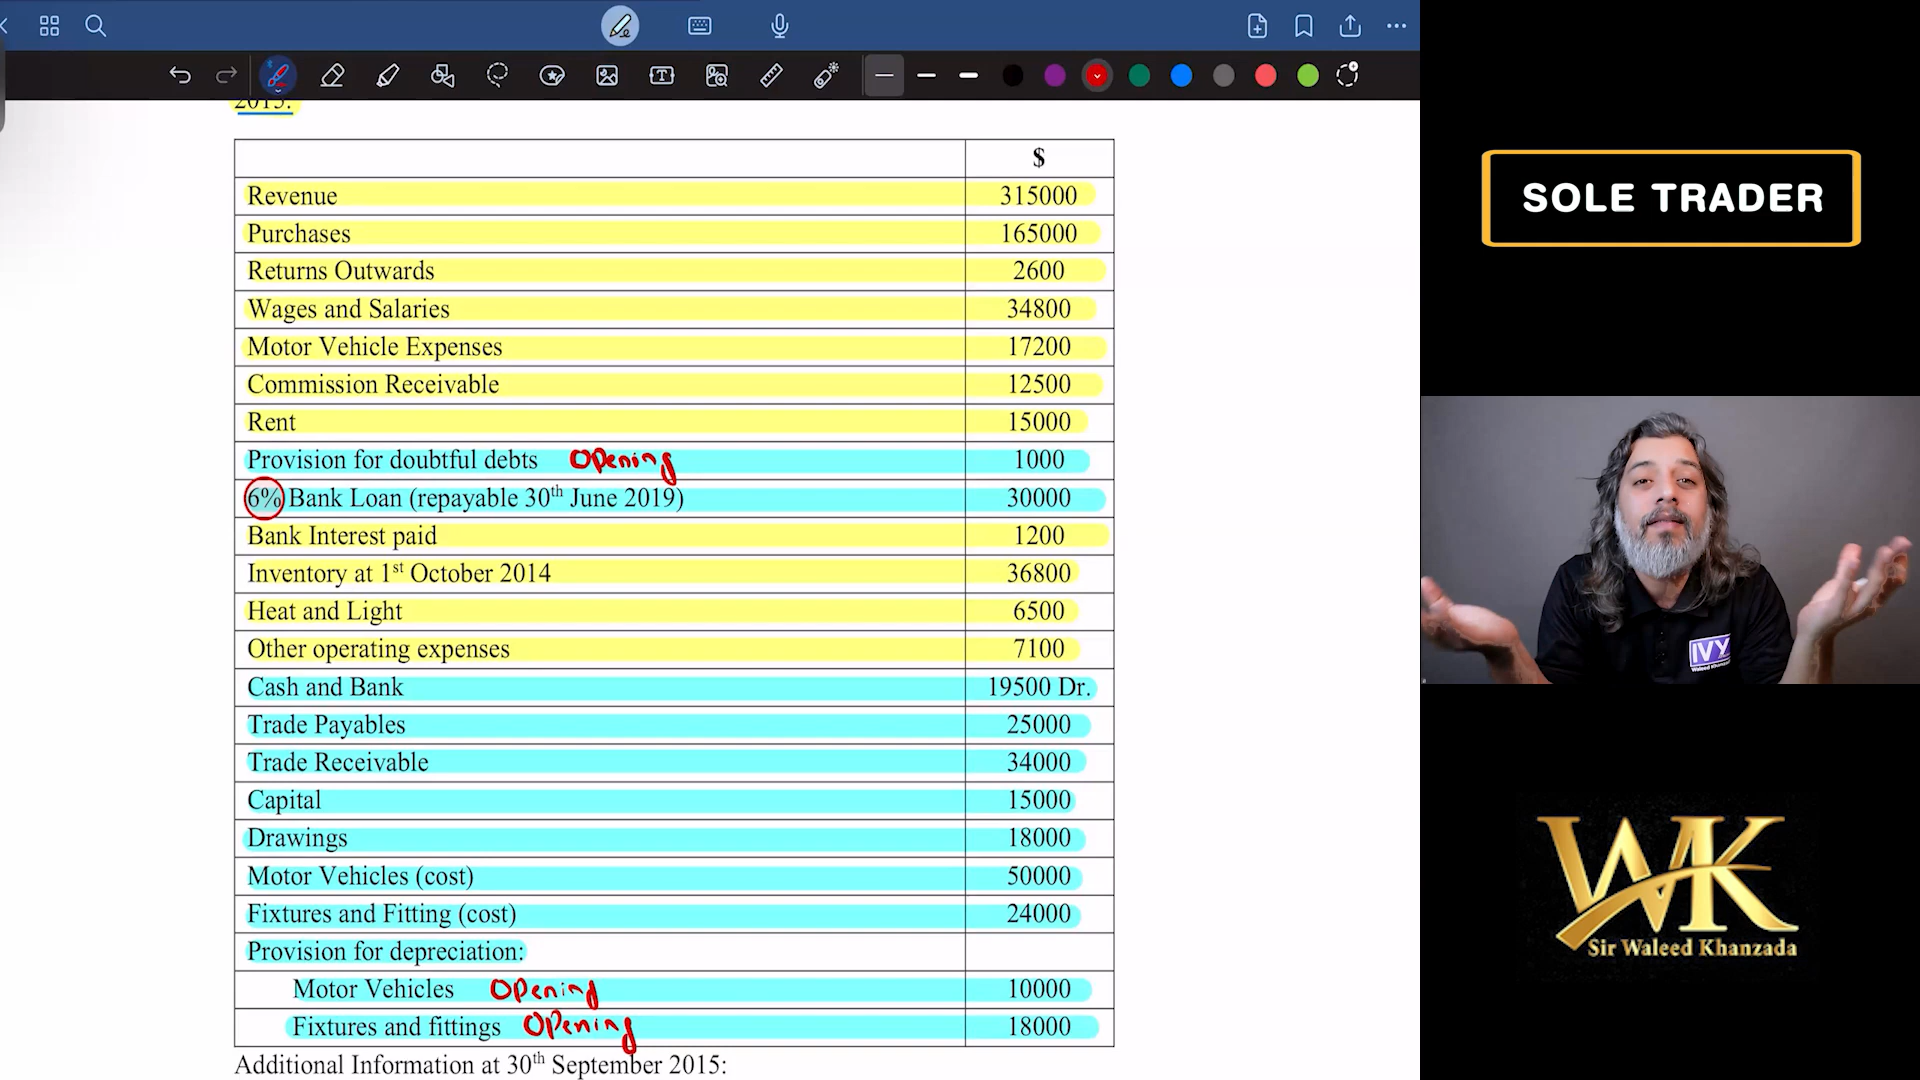 2015.
$
Revenue 315000
Purchases 165000
Returns Outwards 2600
Wages and Salaries 34800
Motor Vehicle Expenses 17200
Commission Receivable 12500
Rent 15000
Provision for doubtful debts Opening 1000
6% Bank Loan (repayable 30th June 2019) 30000
Bank Interest paid 1200
Inventory at 1st October 2014 36800
Heat and Light 6500
Other operating expenses 7100
Cash and Bank 19500 Dr.
Trade Payables 25000
Trade Receivable 34000
Capital 15000
Drawings 18000
Motor Vehicles (cost) 50000
Fixtures and Fitting (cost) 24000
Provision for depreciation:
Motor Vehicles Opening 10000
Fixtures and fittings Opening 18000
Additional Information at 30th September 2015:
SOLE TRADER
IVY
Waleed Khanzada
WK
Sir Waleed Khanzada